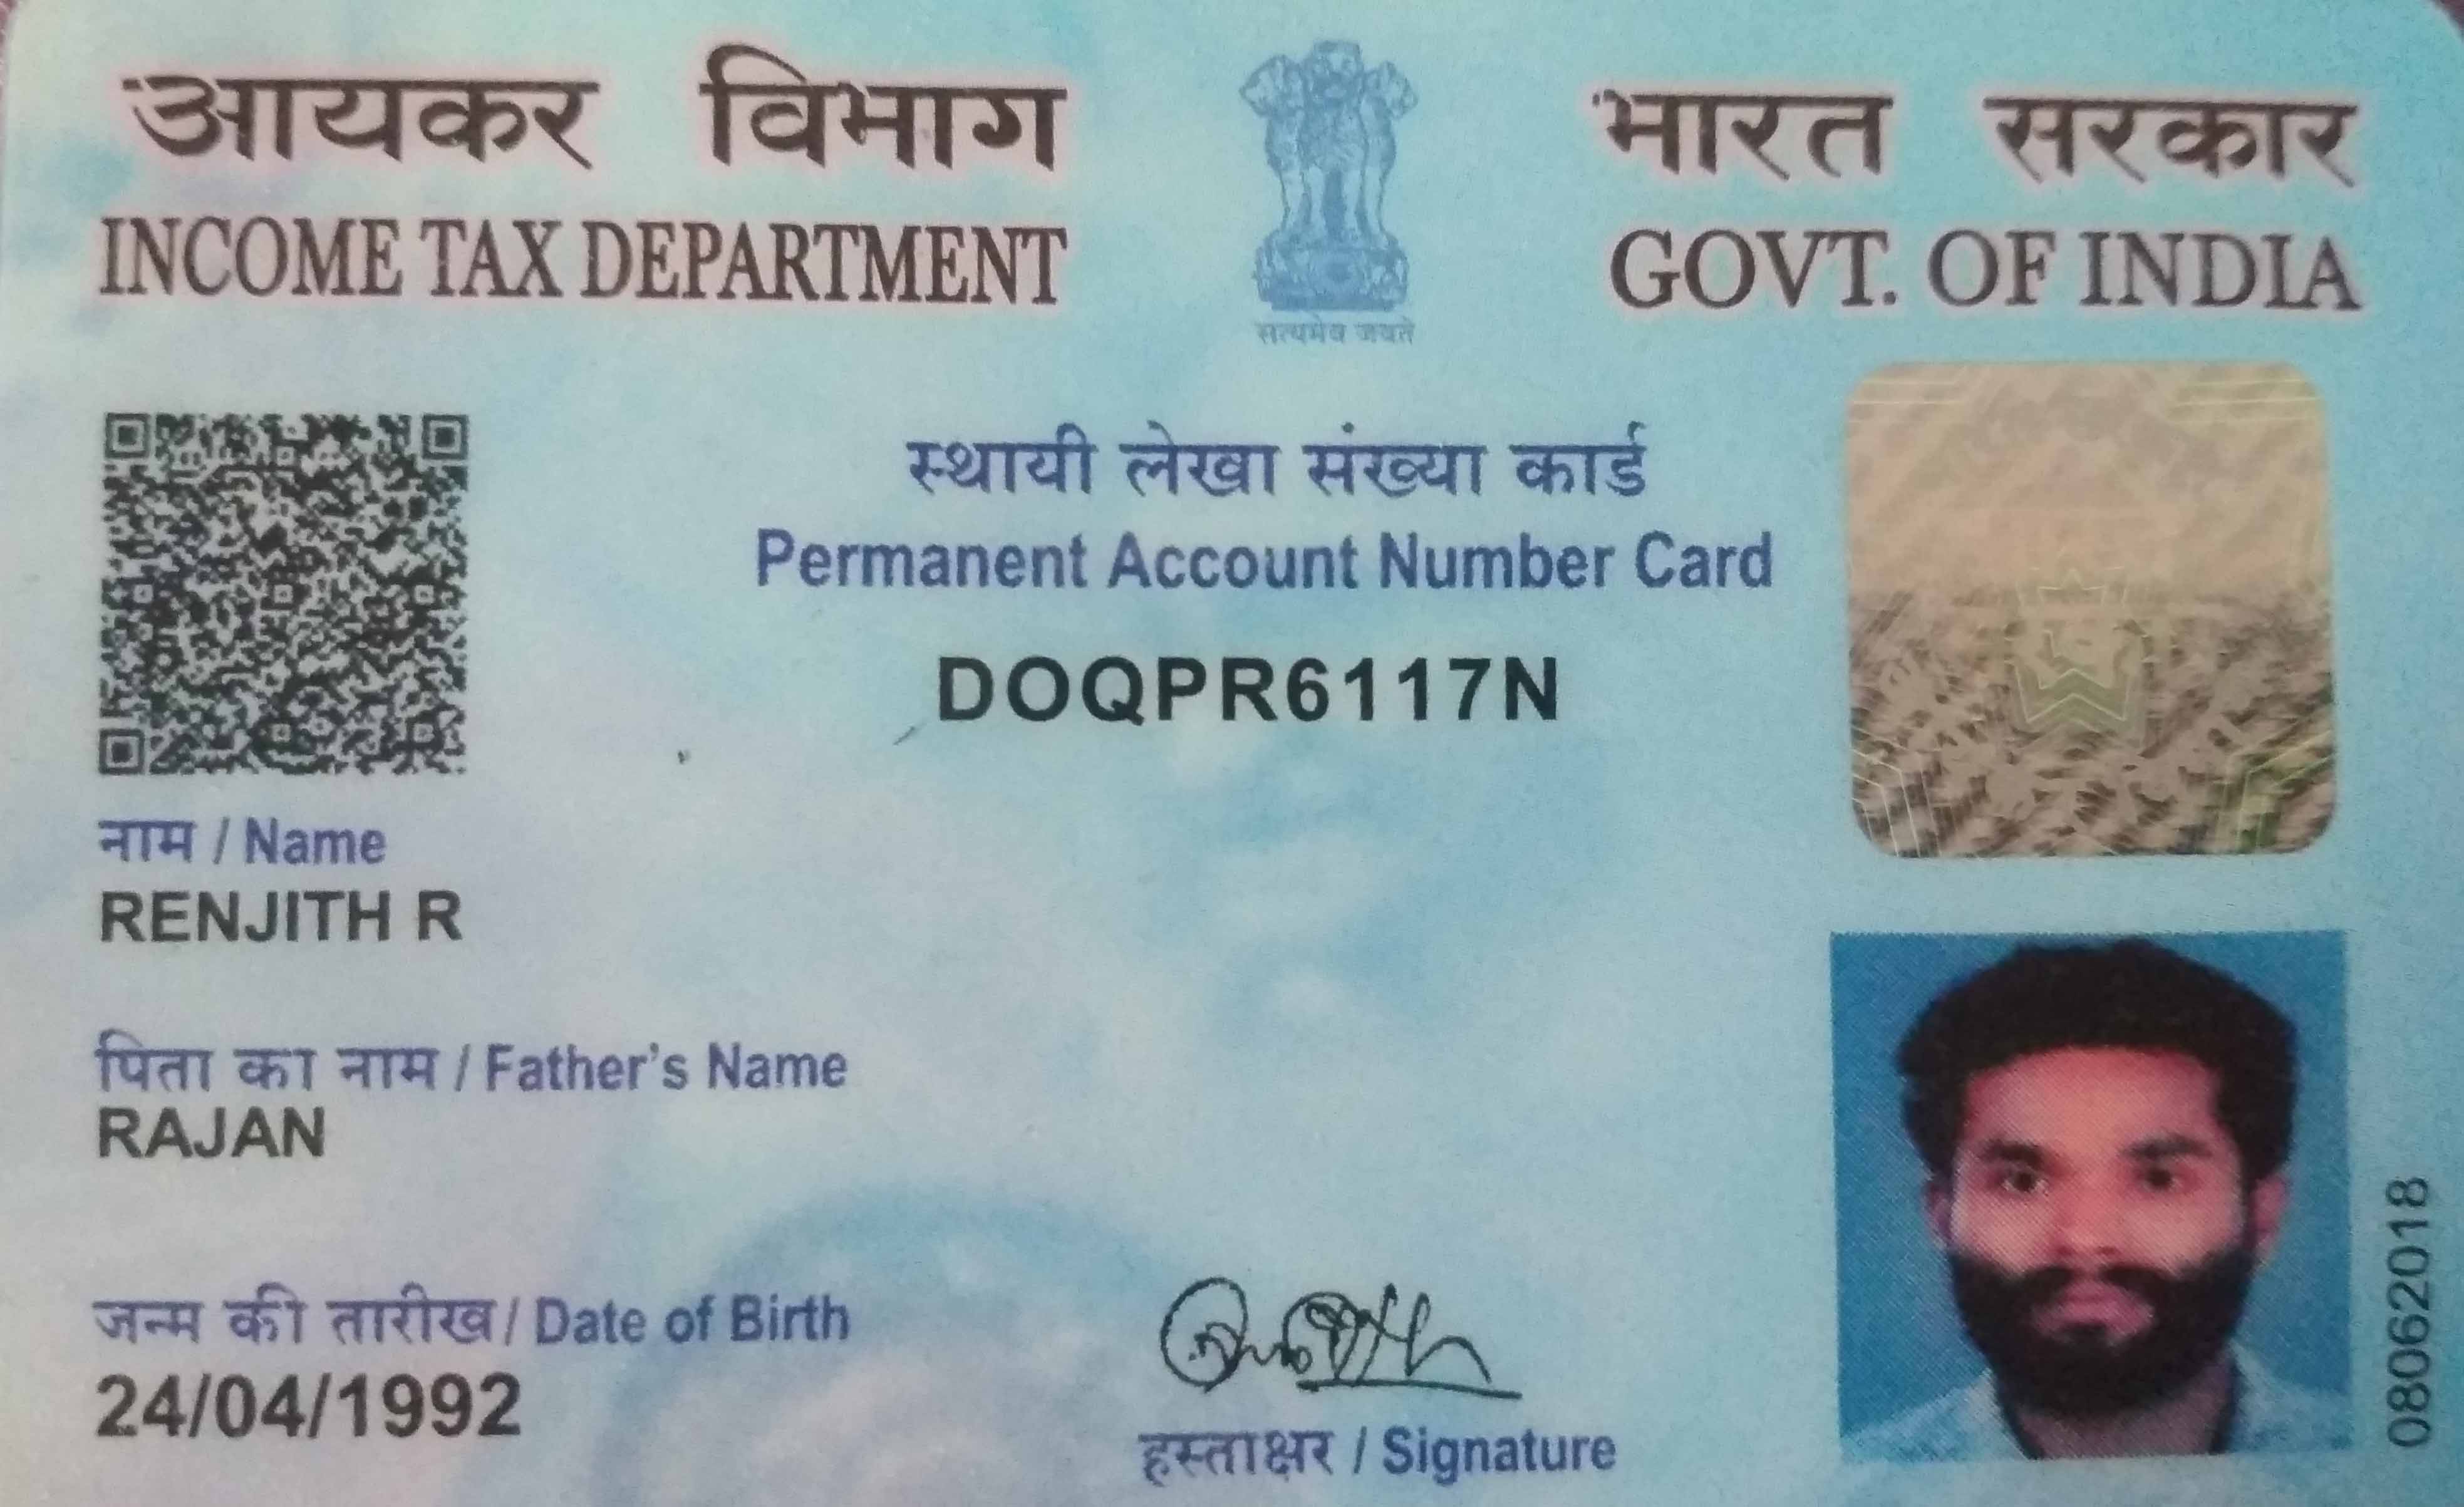 आयकर विभाग
INCOME TAX DEPARTMENT
सत्यमेव जयते
भारत सरकार
GOVT. OF INDIA
स्थायी लेखा संख्या कार्ड
Permanent Account Number Card
DOQPR6117N
नाम / Name
RENJITH R
पिता का नाम / Father's Name
RAJAN
जन्म की तारीख / Date of Birth
24/04/1992
हस्ताक्षर / Signature
08062018